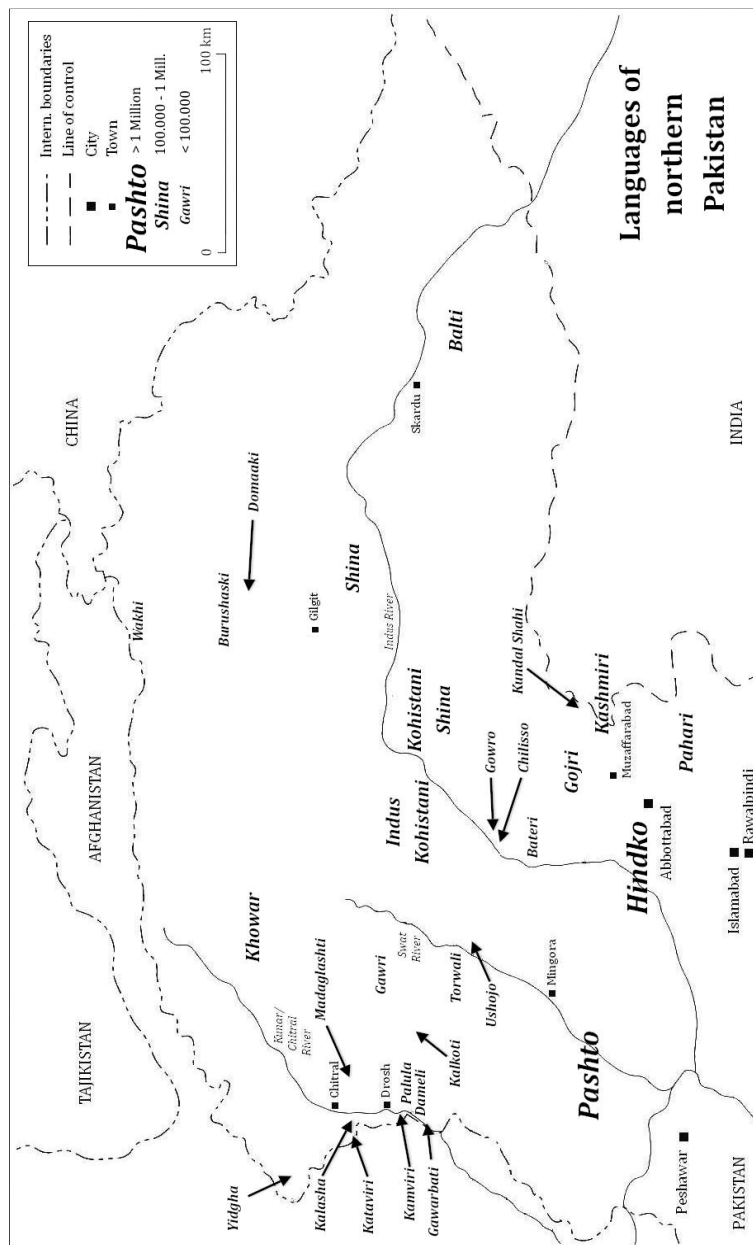 Languages of
northern
Pakistan
Intern. boundaries
Line of control
City
Town
Pashto > 1 Million
Shina 100.000 - 1 Mill.
Gawri < 100.000
0 100 km
TAJIKISTAN
AFGHANISTAN
CHINA
Wakhi
Yidgha
Khowar
Burushaski
Domaaki
Kunar/
Chitral
River
Madaglashti
Chitral
Gilgit
Kalasha
Kataviri
Drosh
Gawri
Shina
Kamviri
Palula
Dameli
Gawarbati
Kalkoti
Swat
River
Indus
Kohistani
Kohistani
Shina
Indus River
Skardu
Balti
Torwali
Ushojo
Gowro
Chilisso
Kundal Shahi
Bateri
Mingora
Gojri
Kashmiri
Pashto
Hindko
Abbottabad
Muzaffarabad
Pahari
Peshawar
PAKISTAN
Islamabad
Rawalpindi
INDIA